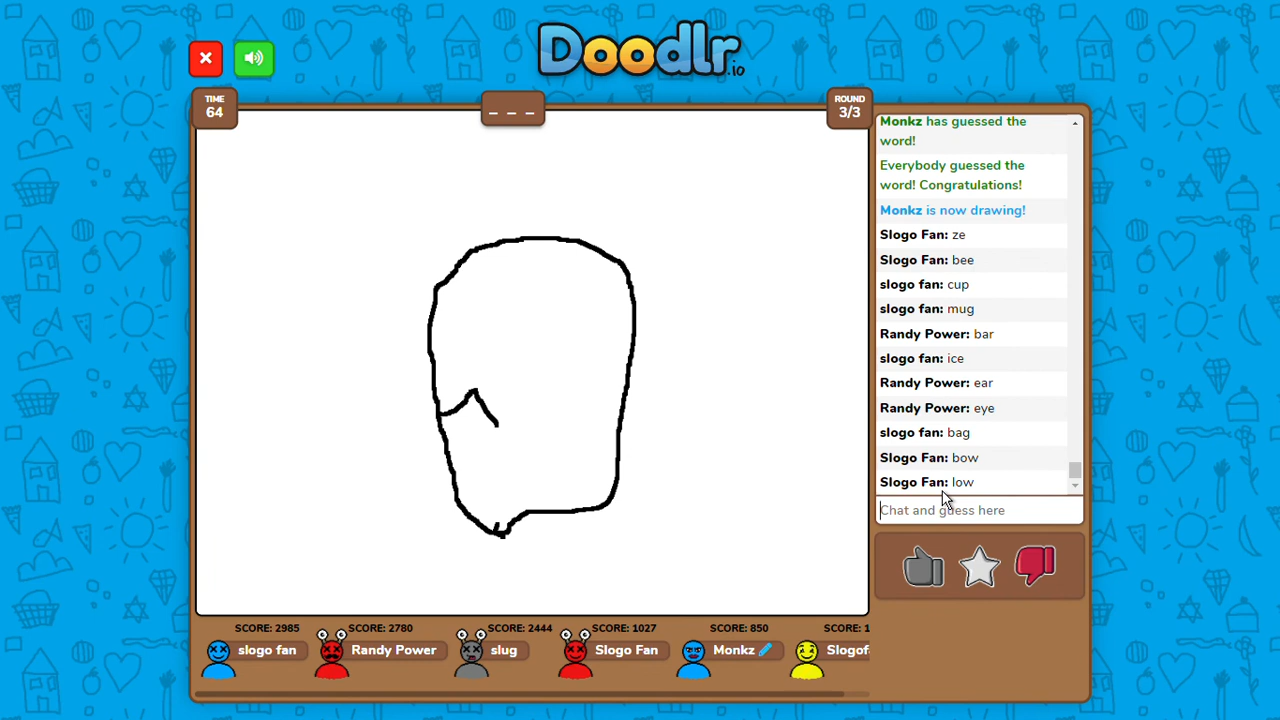 Doodlr.io
TIME
64
_ _ _
ROUND
3/3
Monkz has guessed the
word!
Everybody guessed the
word! Congratulations!
Monkz is now drawing!
Slogo Fan: ze
Slogo Fan: bee
slogo fan: cup
slogo fan: mug
Randy Power: bar
slogo fan: ice
Randy Power: ear
Randy Power: eye
slogo fan: bag
Slogo Fan: bow
Slogo Fan: low
Chat and guess here
SCORE: 2985
slogo fan
SCORE: 2780
Randy Power
SCORE: 2444
slug
SCORE: 1027
Slogo Fan
SCORE: 850
Monkz
SCORE: 1
Slogof